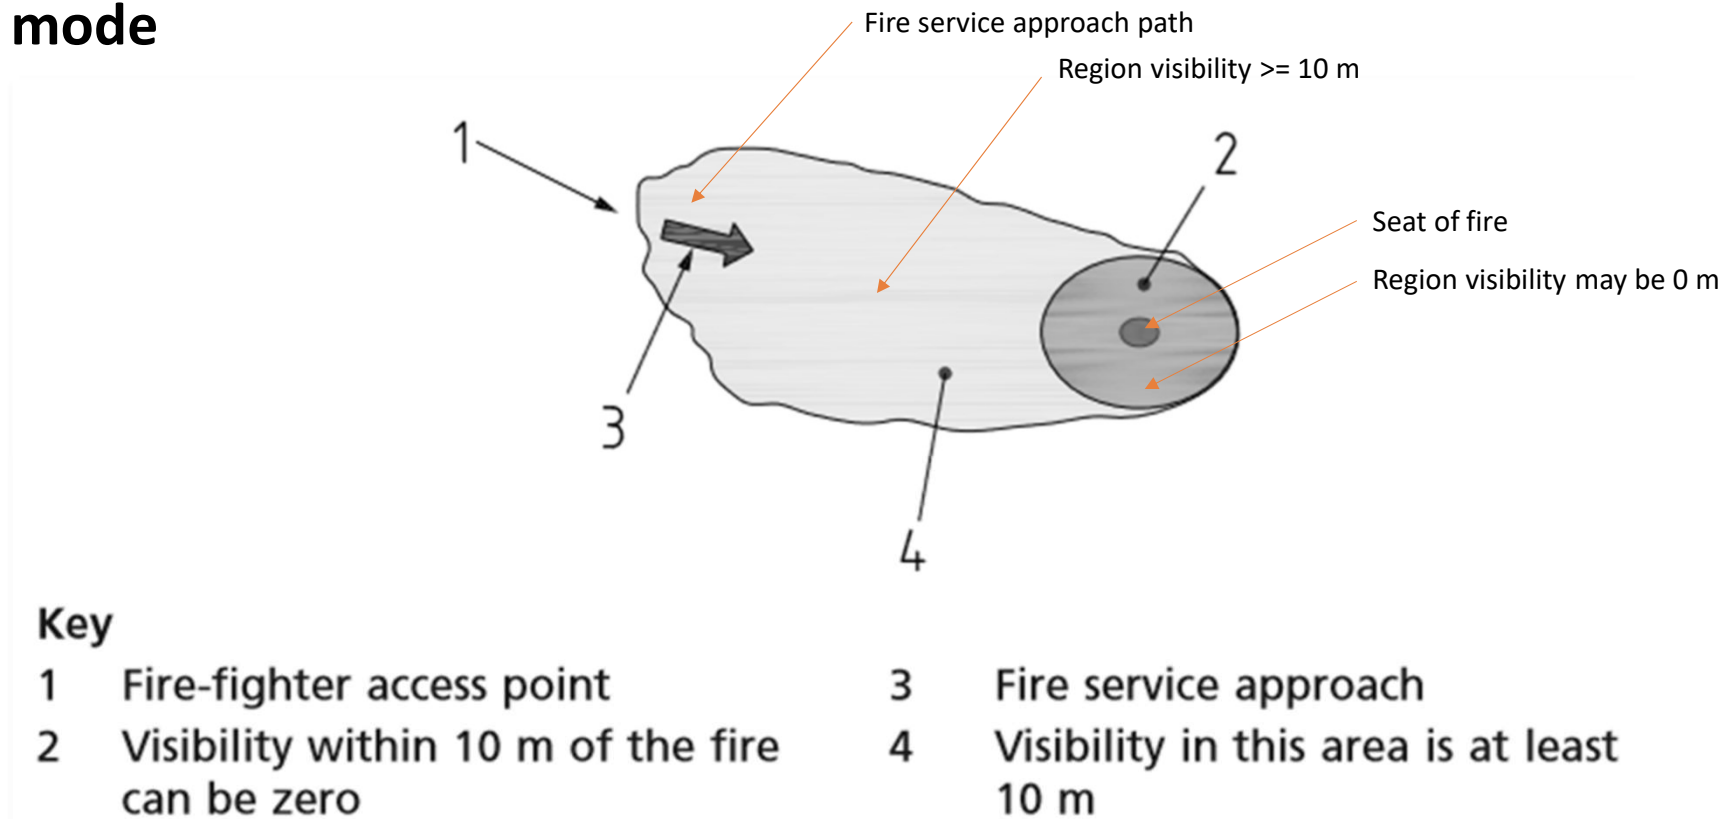 mode
Fire service approach path
Region visibility >= 10 m
1
2
Seat of fire
Region visibility may be 0 m
3
4
Key
1 Fire-fighter access point
2 Visibility within 10 m of the fire
can be zero
3 Fire service approach
4 Visibility in this area is at least
10 m